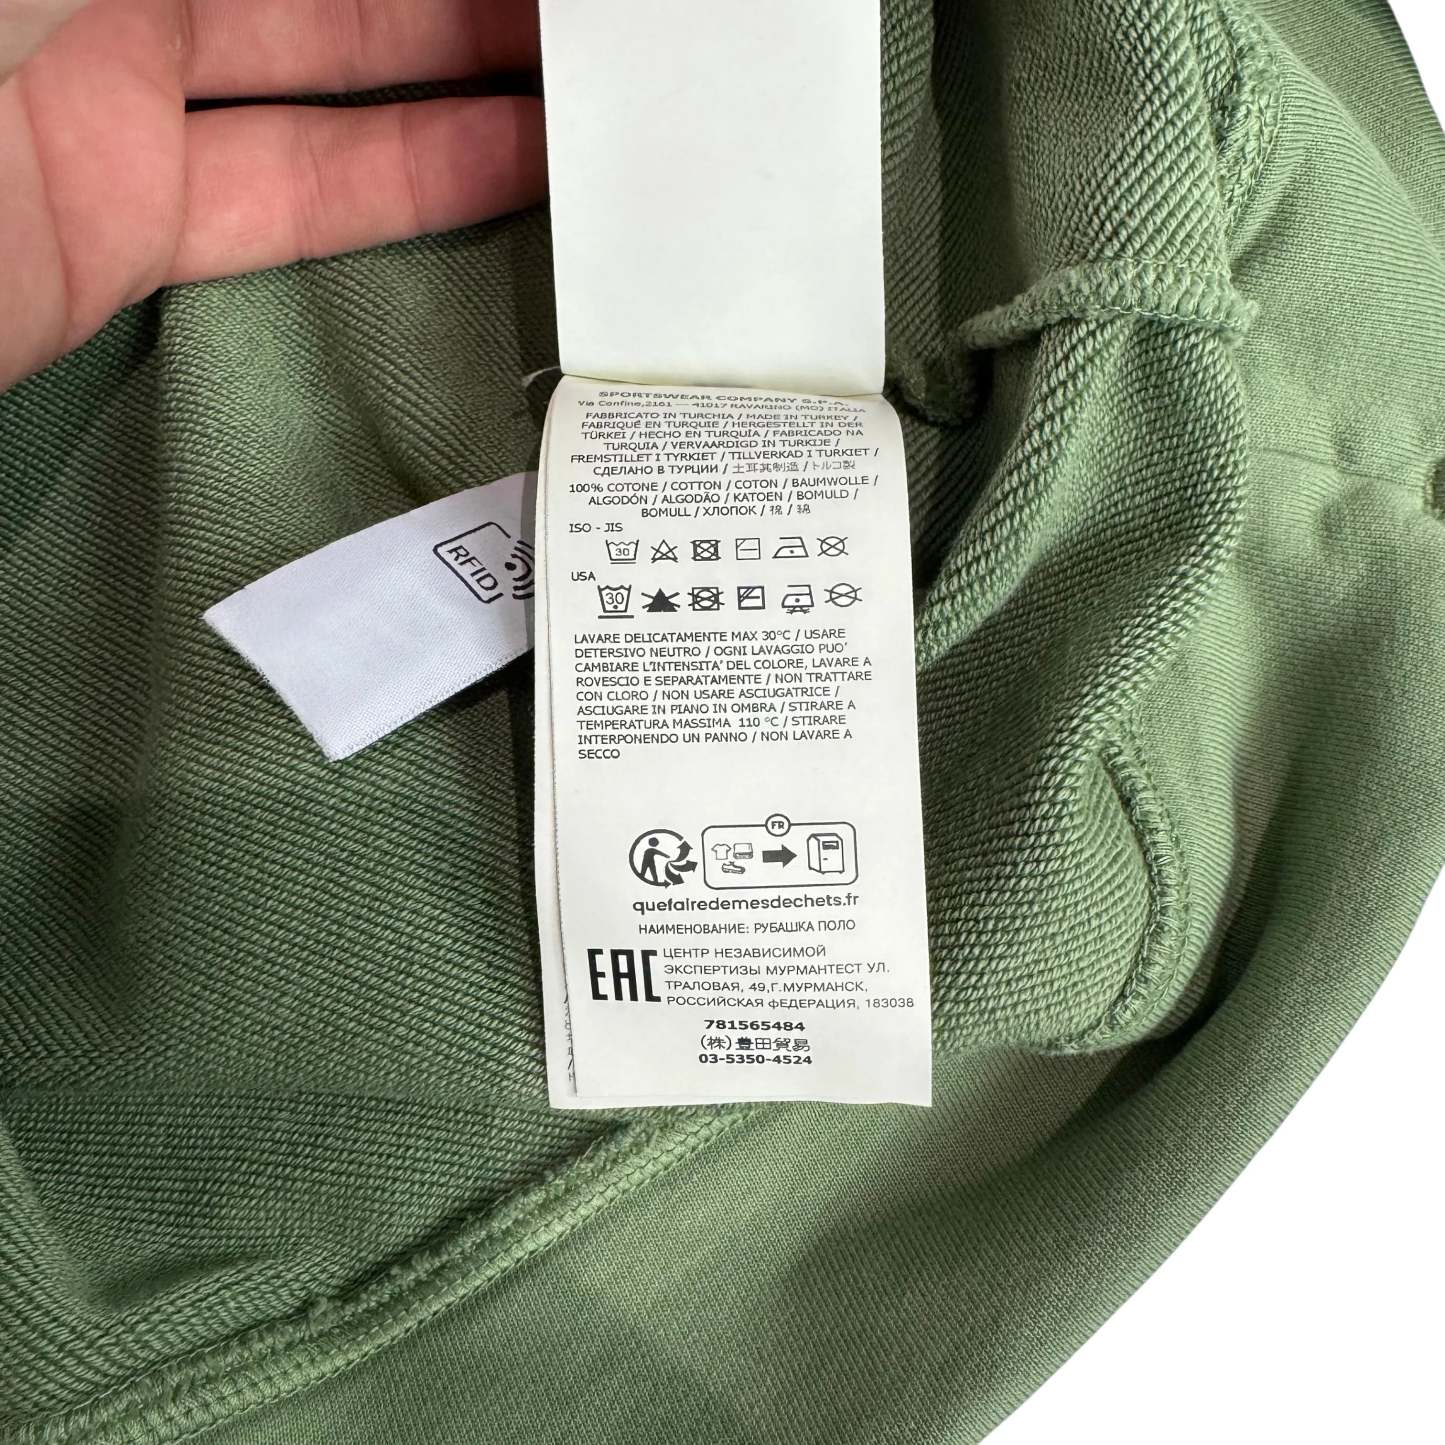 SPORTSWEAR COMPANY S.P.A.
Via Confine,2161 — 41017 RAVARINO (MO) ITALIA
FABBRICATO IN TURCHIA / MADE IN TURKEY /
FABRIQUÉ EN TURQUIE / HERGESTELLT IN DER
TÜRKEI / HECHO EN TURQUÍA / FABRICADO NA
TURQUIA / VERVAARDIGD IN TURKIJE /
FREMSTILLET I TYRKIET / TILLVERKAD I TURKIET /
СДЕЛАНО В ТУРЦИИ / 土耳其制造 / トルコ製
100% COTONE / COTTON / COTON / BAUMWOLLE /
ALGODÓN / ALGODÃO / KATOEN / BOMULD /
BOMULL / ХЛОПОК / 棉 / 綿
ISO - JIS
30
USA
30
RFID
LAVARE DELICATAMENTE MAX 30°C / USARE
DETERSIVO NEUTRO / OGNI LAVAGGIO PUO'
CAMBIARE L'INTENSITA' DEL COLORE, LAVARE A
ROVESCIO E SEPARATAMENTE / NON TRATTARE
CON CLORO / NON USARE ASCIUGATRICE /
ASCIUGARE IN PIANO IN OMBRA / STIRARE A
TEMPERATURA MASSIMA 110 °C / STIRARE
INTERPONENDO UN PANNO / NON LAVARE A
SECCO
FR
quefairedemesdechets.fr
НАИМЕНОВАНИЕ: РУБАШКА ПОЛО
EAC
ЦЕНТР НЕЗАВИСИМОЙ
ЭКСПЕРТИЗЫ МУРМАНТЕСТ УЛ.
ТРАЛОВАЯ, 49,Г.МУРМАНСК,
РОССИЙСКАЯ ФЕДЕРАЦИЯ, 183038
781565484
(株) 豊田貿易
03-5350-4524